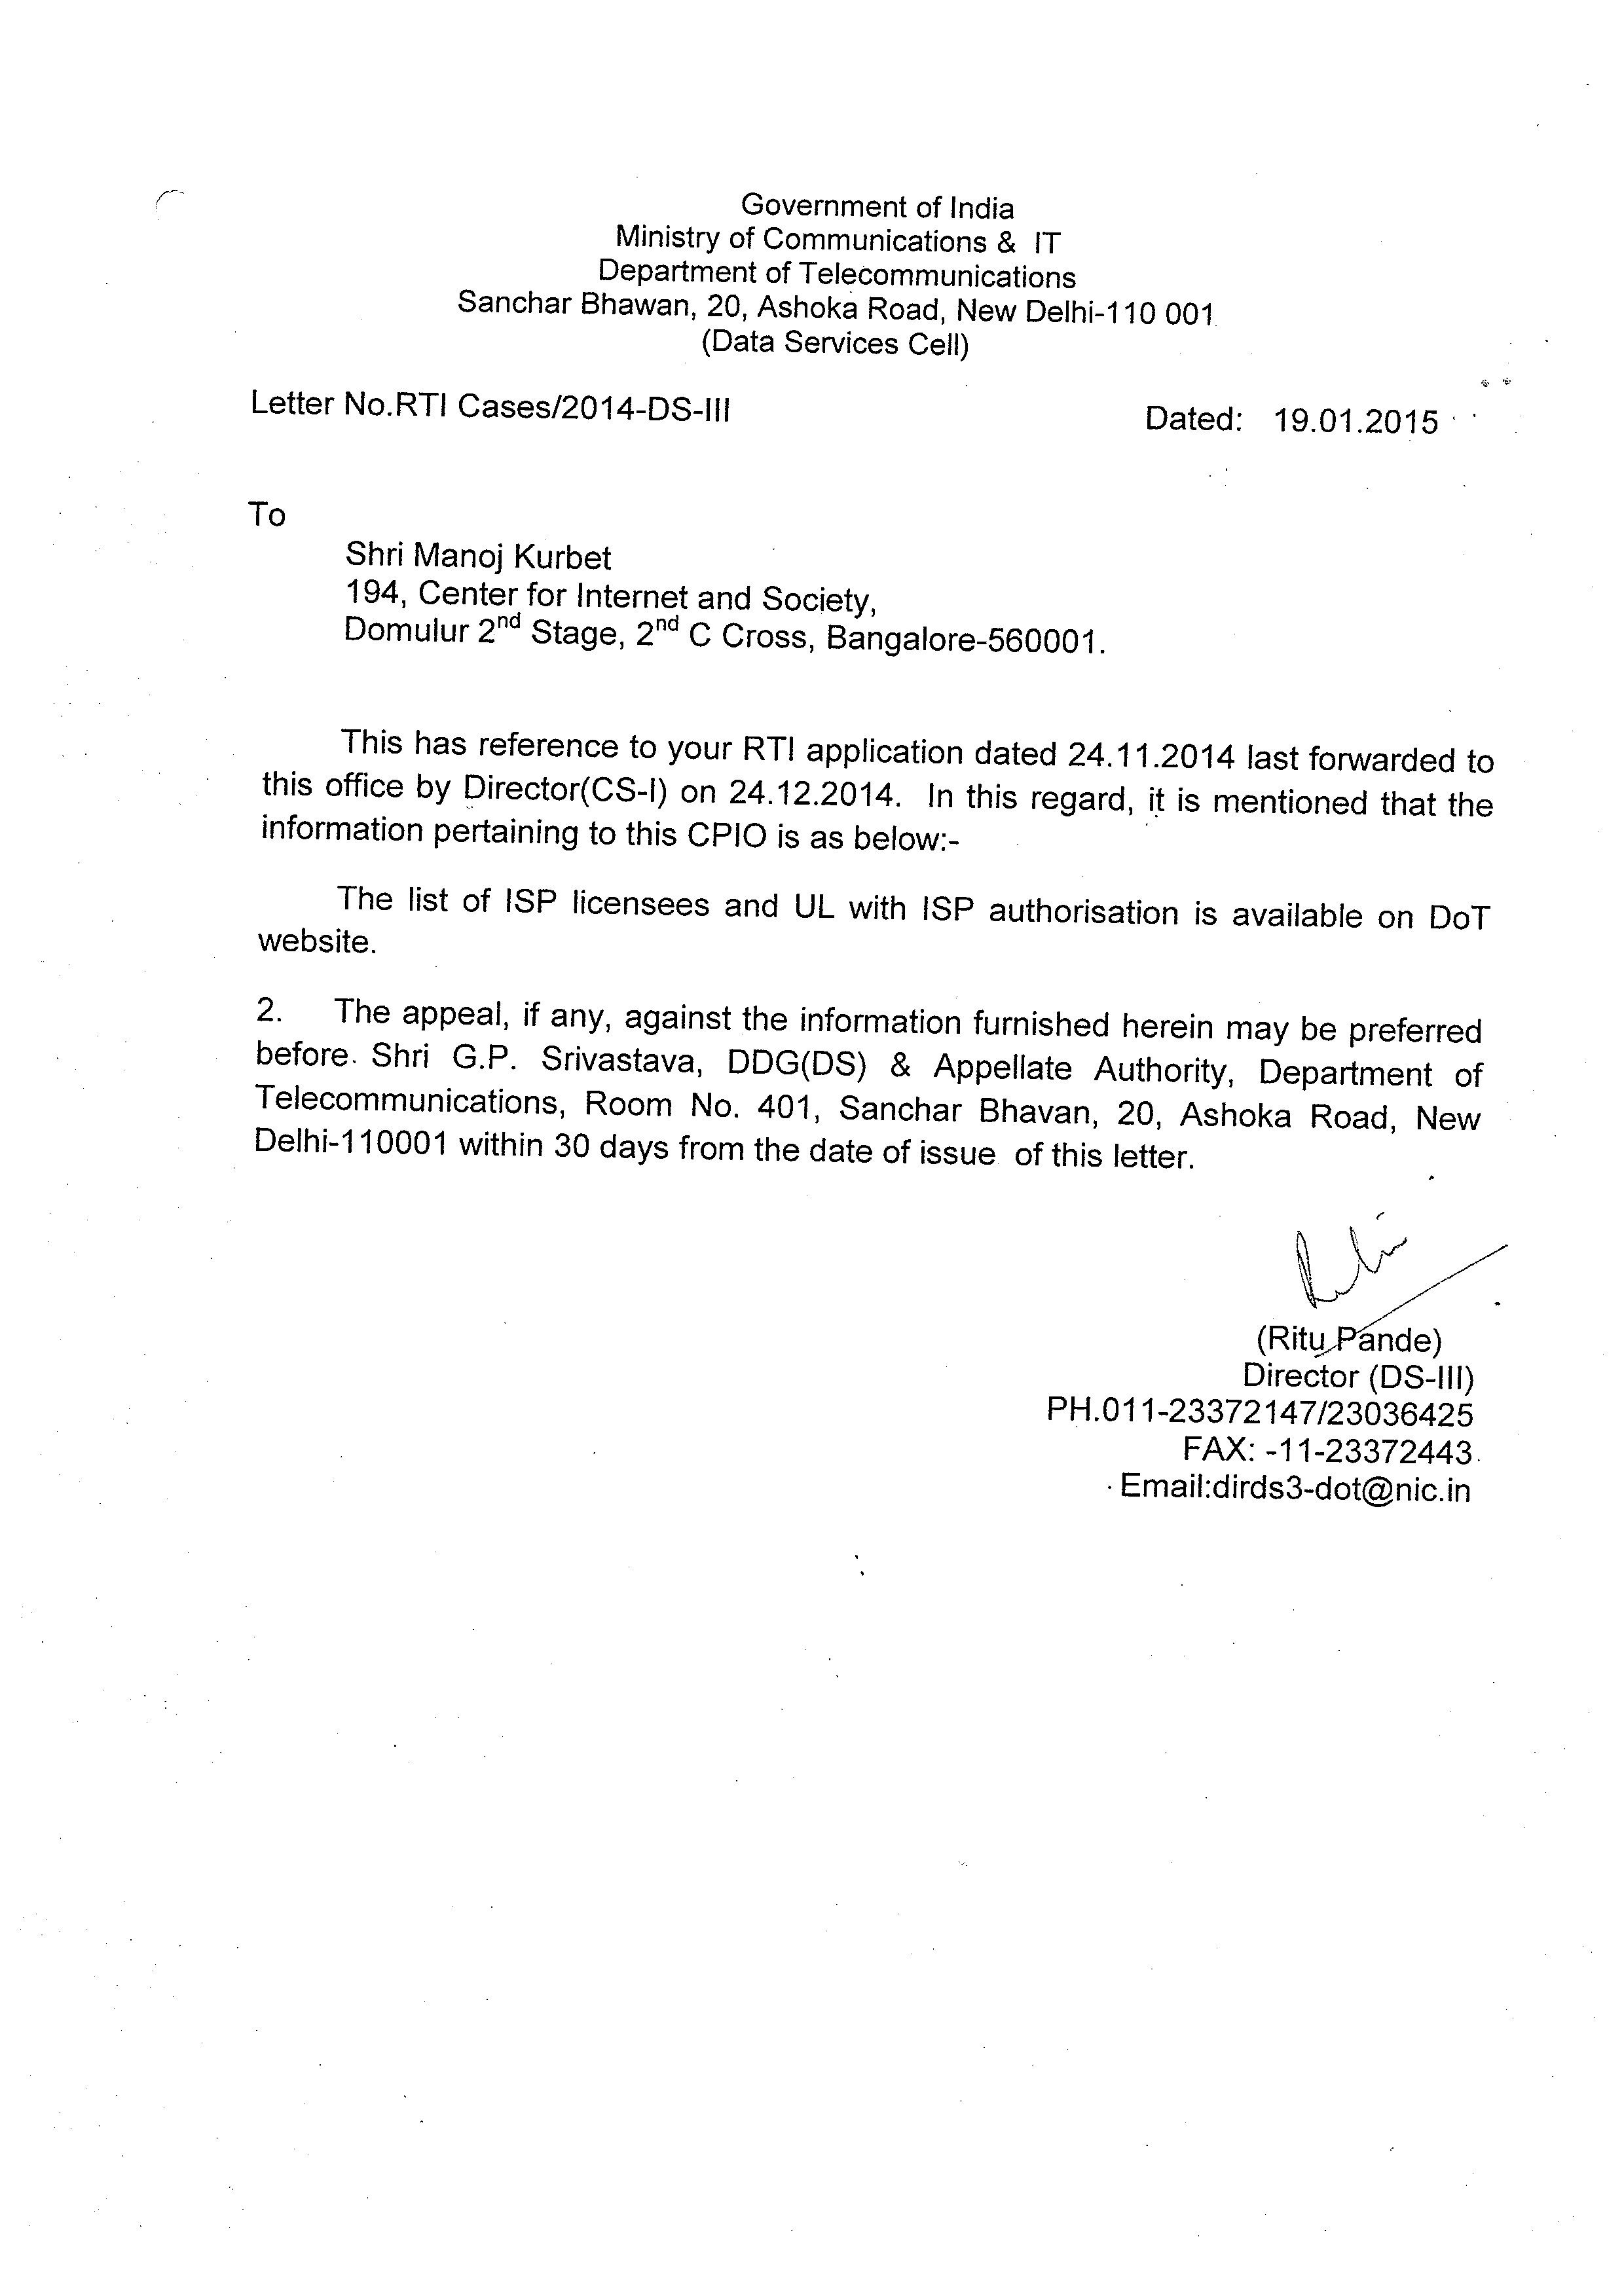 Government of India
Ministry of Communications & IT
Department of Telecommunications
Sanchar Bhawan, 20, Ashoka Road, New Delhi-110 001
(Data Services Cell)
Letter No.RTI Cases/2014-DS-III
Dated: 19.01.2015
To
Shri Manoj Kurbet
194, Center for Internet and Society,
Domulur 2nd Stage, 2nd C Cross, Bangalore-560001.
This has reference to your RTI application dated 24.11.2014 last forwarded to
this office by Director(CS-I) on 24.12.2014. In this regard, it is mentioned that the
information pertaining to this CPIO is as below:-
The list of ISP licensees and UL with ISP authorisation is available on DoT
website.
2. The appeal, if any, against the information furnished herein may be preferred
before Shri G.P. Srivastava, DDG(DS) & Appellate Authority, Department of
Telecommunications, Room No. 401, Sanchar Bhavan, 20, Ashoka Road, New
Delhi-110001 within 30 days from the date of issue of this letter.
(Ritu Pande)
Director (DS-III)
PH.011-23372147/23036425
FAX: -11-23372443
Email:dirds3-dot@nic.in